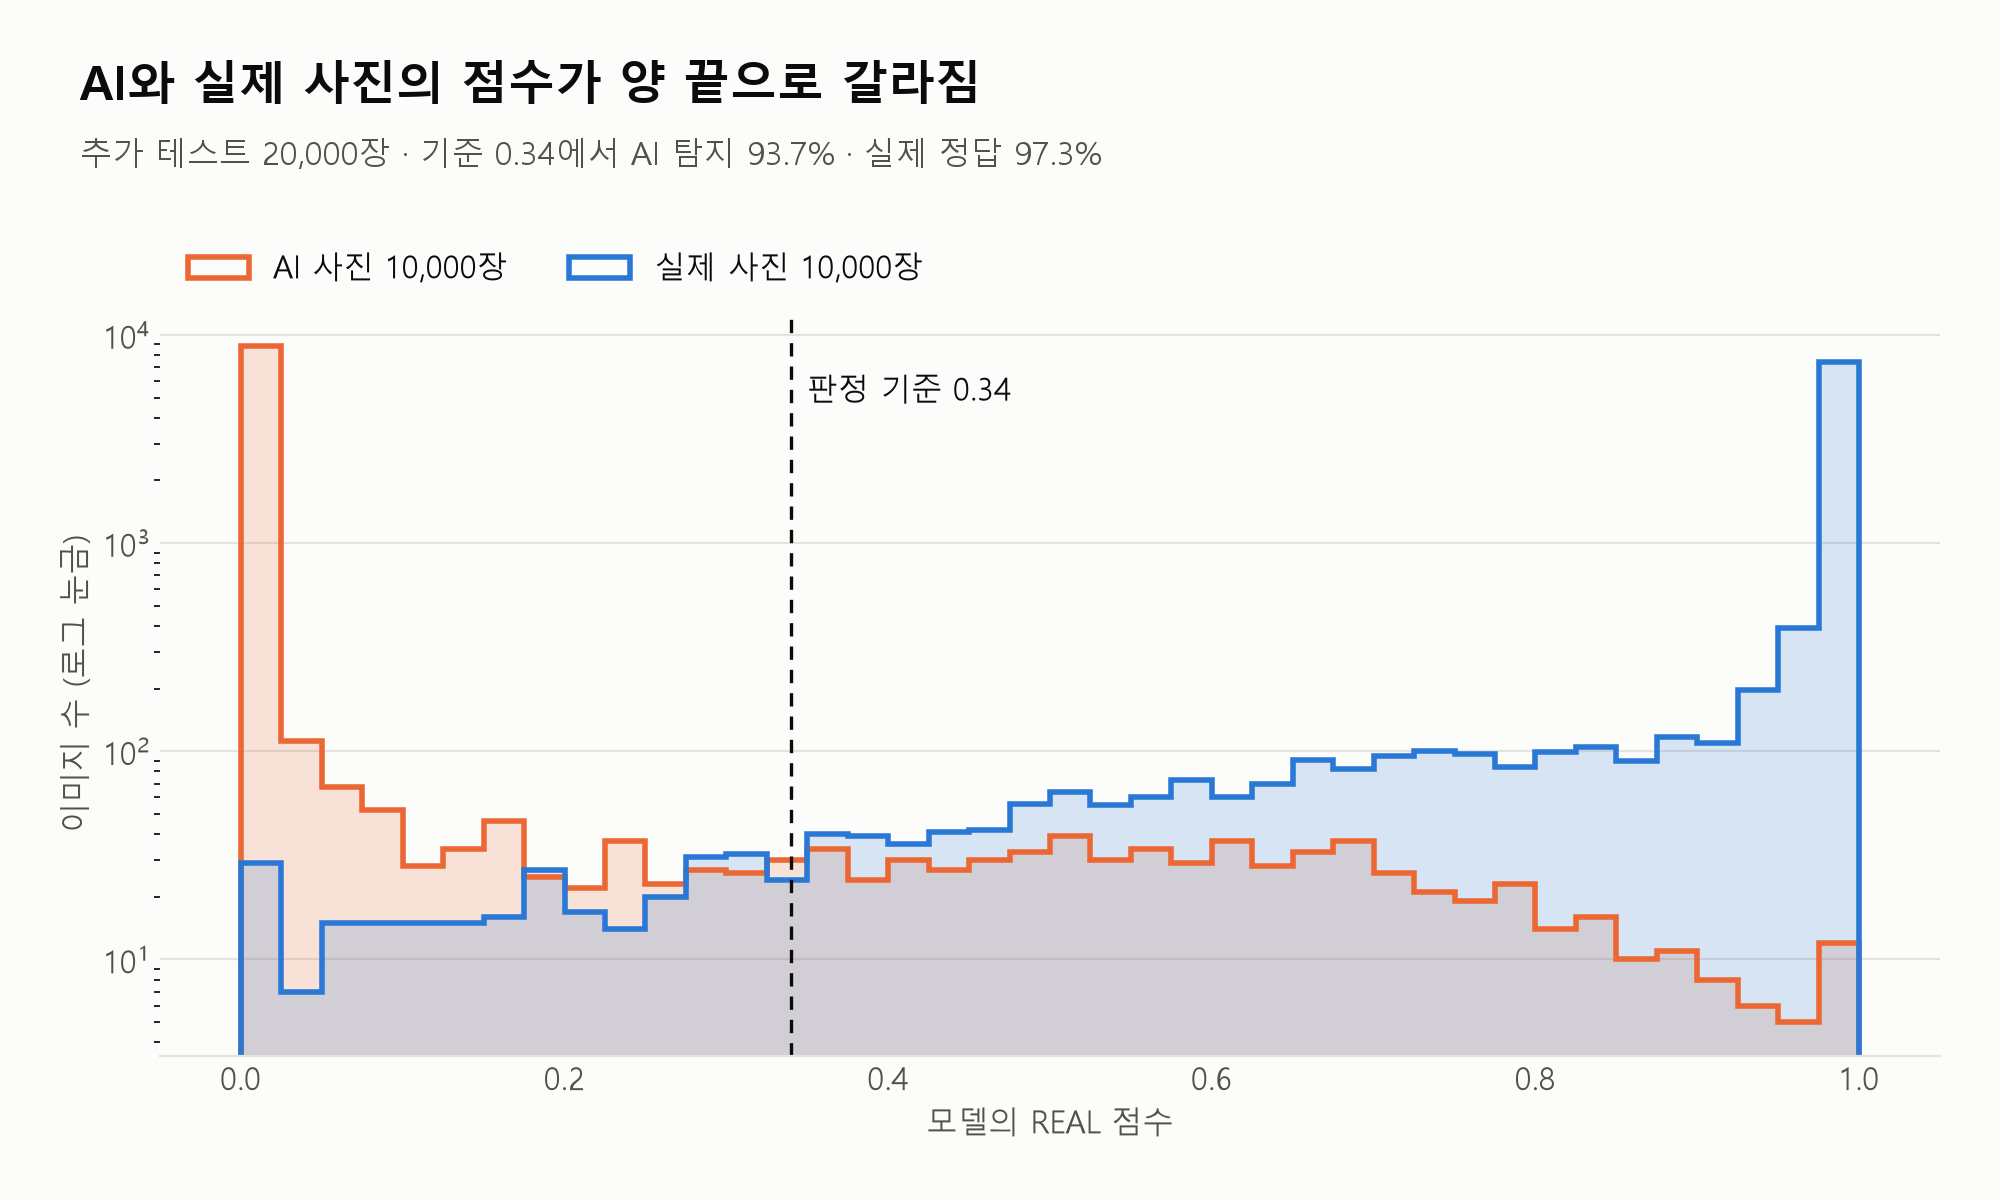 AI와 실제 사진의 점수가 양 끝으로 갈라짐
추가 테스트 20,000장 · 기준 0.34에서 AI 탐지 93.7% · 실제 정답 97.3%
AI 사진 10,000장
실제 사진 10,000장
판정 기준 0.34
10⁴
10³
10²
10¹
이미지 수 (로그 눈금)
0.0
0.2
0.4
0.6
0.8
1.0
모델의 REAL 점수